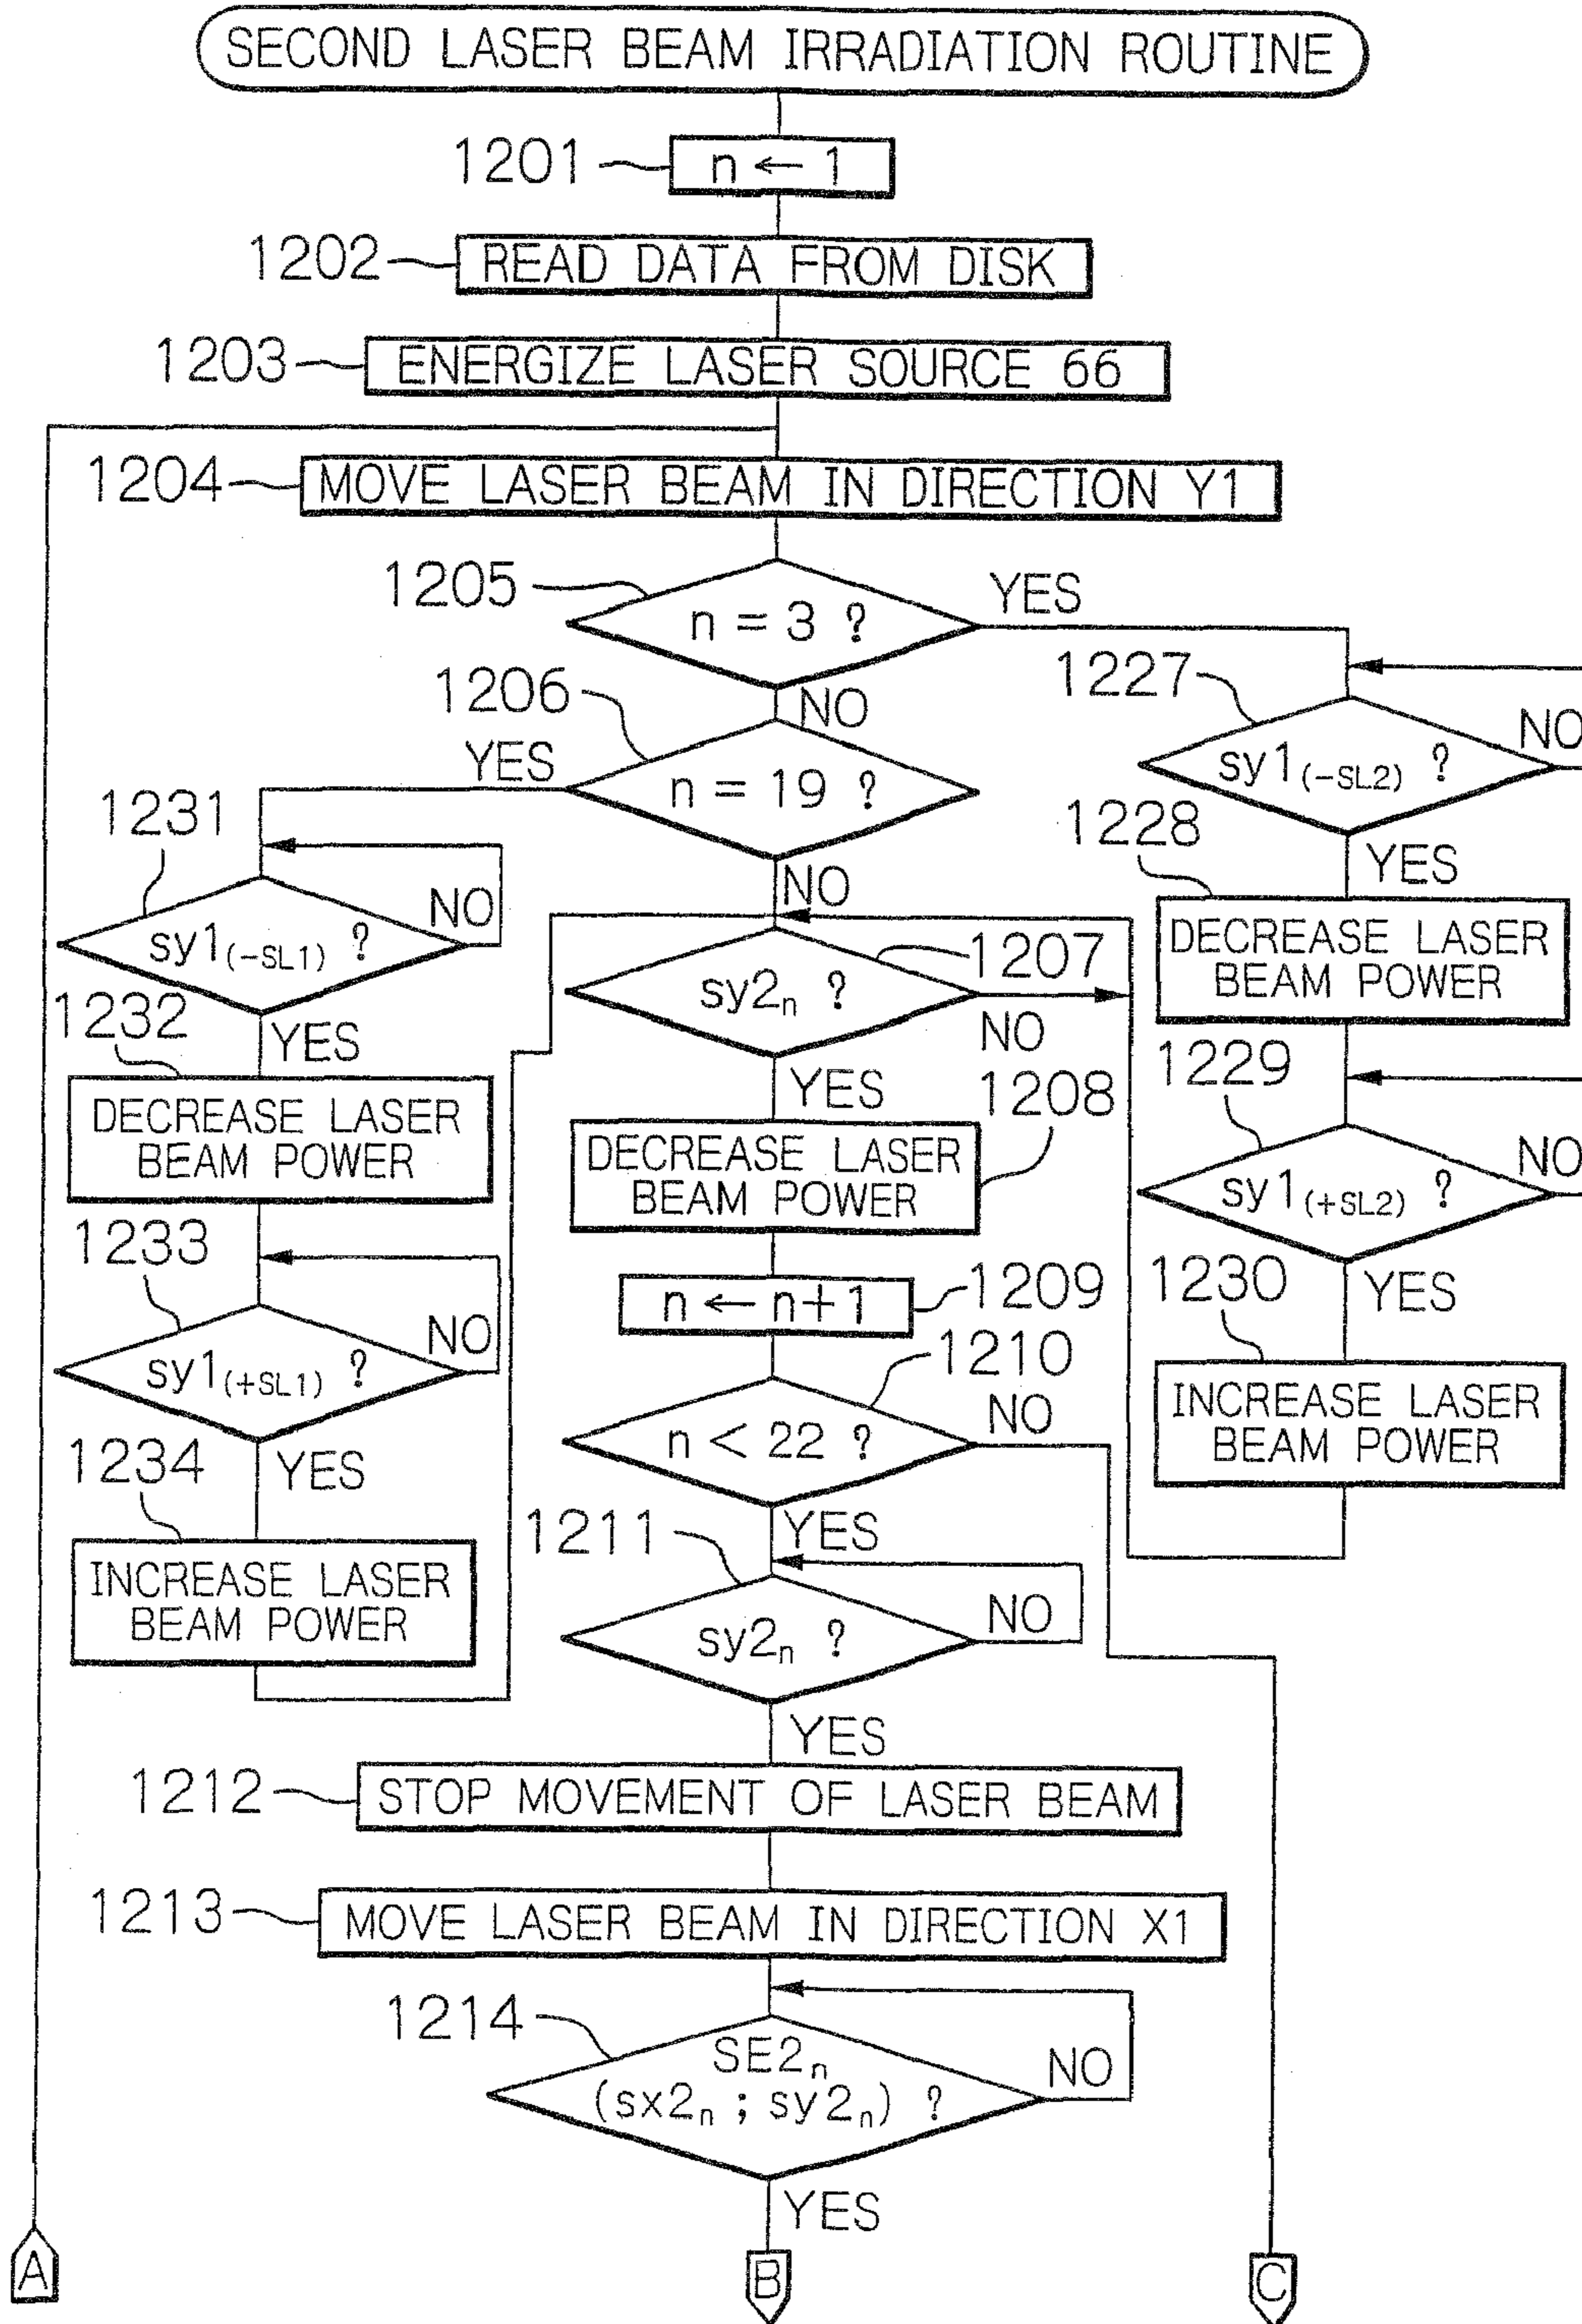 SECOND LASER BEAM IRRADIATION ROUTINE
1201
n ← 1
1202
READ DATA FROM DISK
1203
ENERGIZE LASER SOURCE 66
1204
MOVE LASER BEAM IN DIRECTION Y1
1205
n = 3 ?
YES
NO
1206
n = 19 ?
YES
NO
1227
sy1(-SL2) ?
NO
YES
1228
DECREASE LASER
BEAM POWER
1229
sy1(+SL2) ?
NO
YES
1230
INCREASE LASER
BEAM POWER
1231
sy1(-SL1) ?
NO
YES
1232
DECREASE LASER
BEAM POWER
1233
sy1(+SL1) ?
NO
YES
1234
INCREASE LASER
BEAM POWER
1207
sy2n ?
NO
YES
1208
DECREASE LASER
BEAM POWER
1209
n ← n+1
1210
n < 22 ?
NO
YES
1211
sy2n ?
NO
YES
1212
STOP MOVEMENT OF LASER BEAM
1213
MOVE LASER BEAM IN DIRECTION X1
1214
SE2n
(sx2n ; sy2n) ?
NO
YES
A
B
C